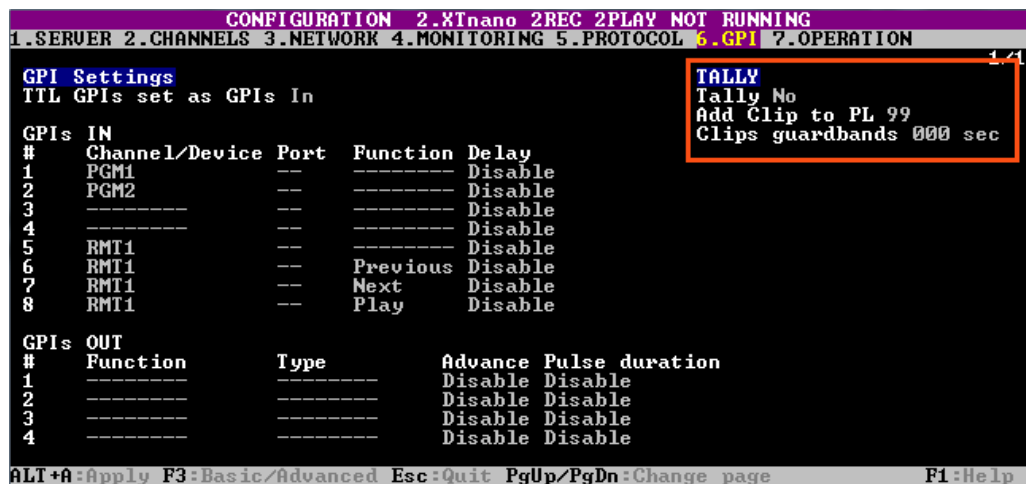 CONFIGURATION 2.XTnano 2REC 2PLAY NOT RUNNING
1.SERVER 2.CHANNELS 3.NETWORK 4.MONITORING 5.PROTOCOL 6.GPI 7.OPERATION
1/1
GPI Settings
TTL GPIs set as GPIs In
TALLY
Tally No
Add Clip to PL 99
Clips guardbands 000 sec
GPIs IN
# Channel/Device Port Function Delay
1 PGM1 -- -------- Disable
2 PGM2 -- -------- Disable
3 -------- -- -------- Disable
4 -------- -- -------- Disable
5 RMT1 -- -------- Disable
6 RMT1 -- Previous Disable
7 RMT1 -- Next Disable
8 RMT1 -- Play Disable
GPIs OUT
# Function Type Advance Pulse duration
1 -------- -------- Disable Disable
2 -------- -------- Disable Disable
3 -------- -------- Disable Disable
4 -------- -------- Disable Disable
ALT+A:Apply F3:Basic/Advanced Esc:Quit PgUp/PgDn:Change page F1:Help